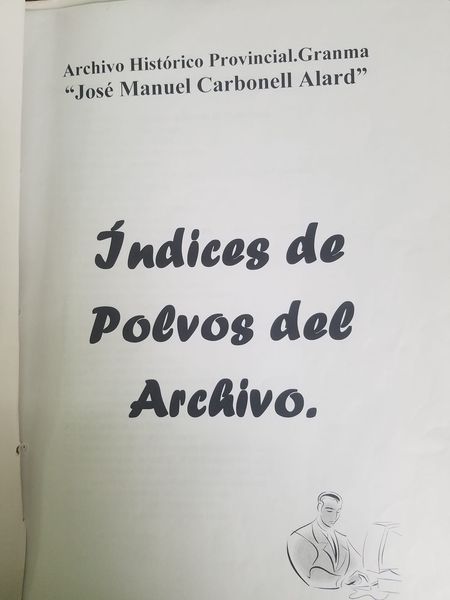 Archivo Histórico Provincial.Granma
“José Manuel Carbonell Alard”
Índices de
Polvos del
Archivo.